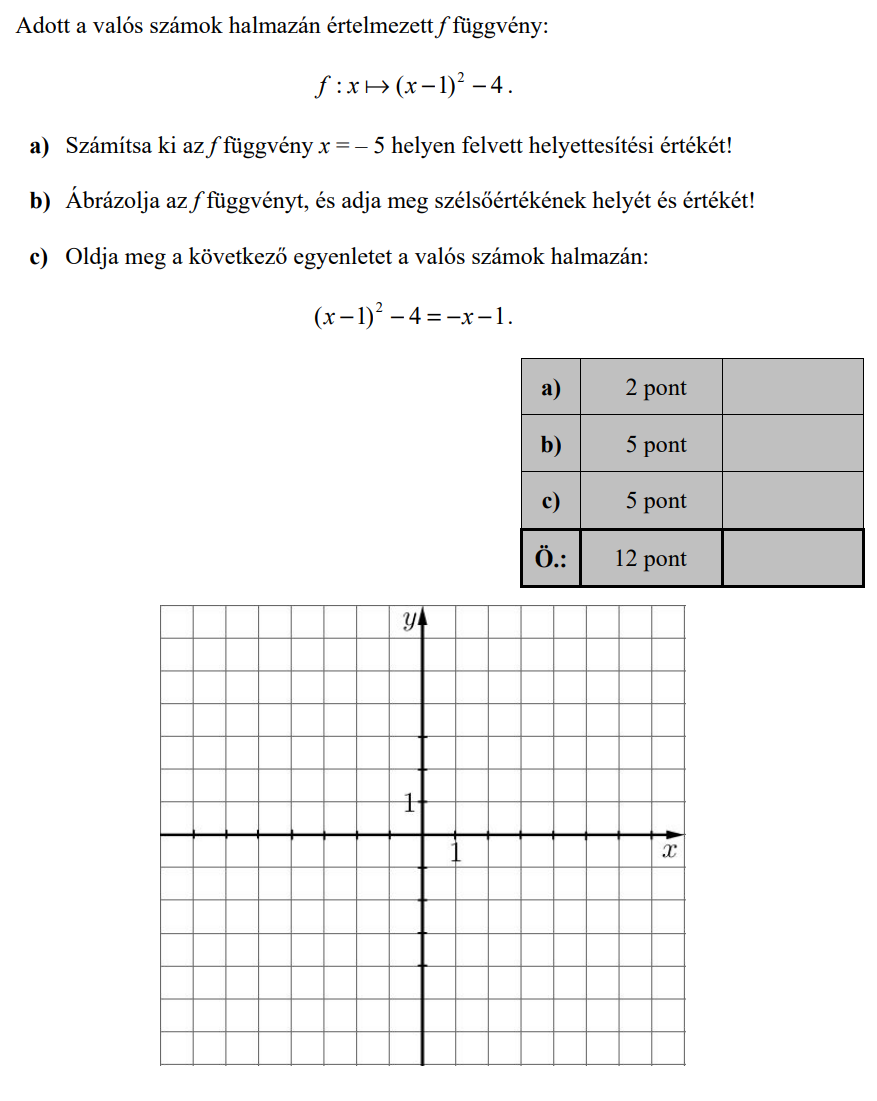 Adott a valós számok halmazán értelmezett f függvény:
f : x ↦ (x − 1)² − 4 .
a) Számítsa ki az f függvény x = – 5 helyen felvett helyettesítési értékét!
b) Ábrázolja az f függvényt, és adja meg szélsőértékének helyét és értékét!
c) Oldja meg a következő egyenletet a valós számok halmazán:
(x − 1)² − 4 = −x − 1 .
a) 2 pont
b) 5 pont
c) 5 pont
Ö.: 12 pont
y
1
1
x